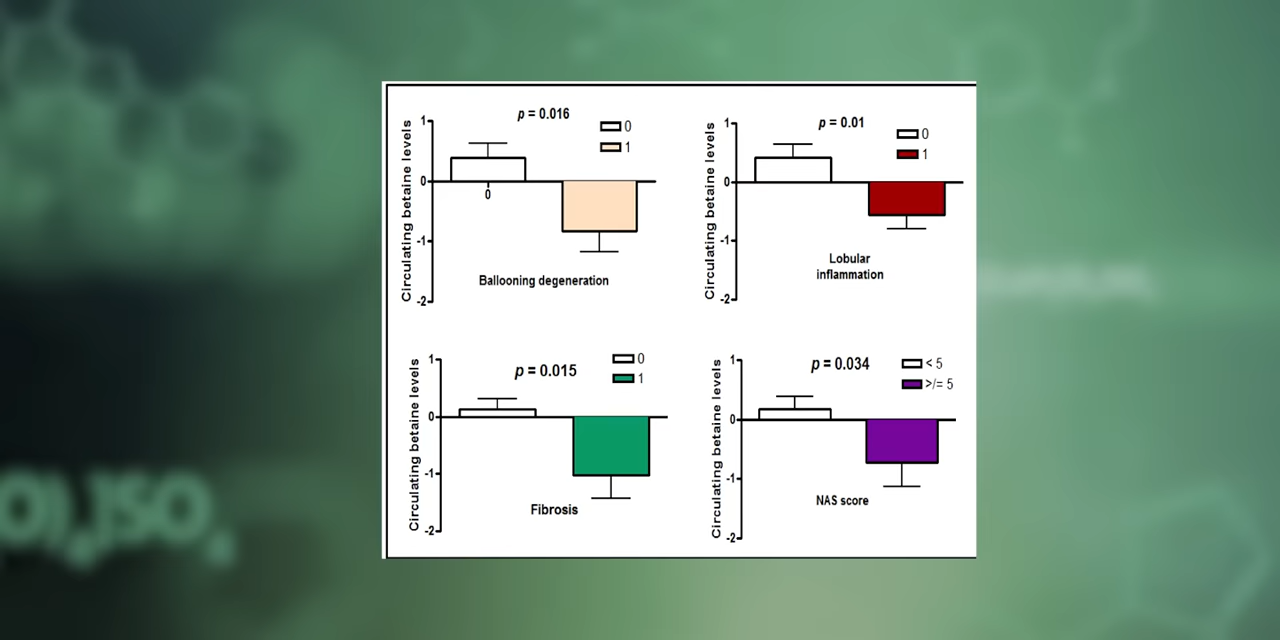 p = 0.016
0
1
Circulating betaine levels
1
0
-1
-2
0
Ballooning degeneration
p = 0.01
0
1
Circulating betaine levels
1
0
-1
-2
Lobular
inflammation
p = 0.015
0
1
Circulating betaine levels
1
0
-1
-2
Fibrosis
p = 0.034
< 5
>/= 5
Circulating betaine levels
1
0
-1
-2
NAS score
O)₄]SO₄